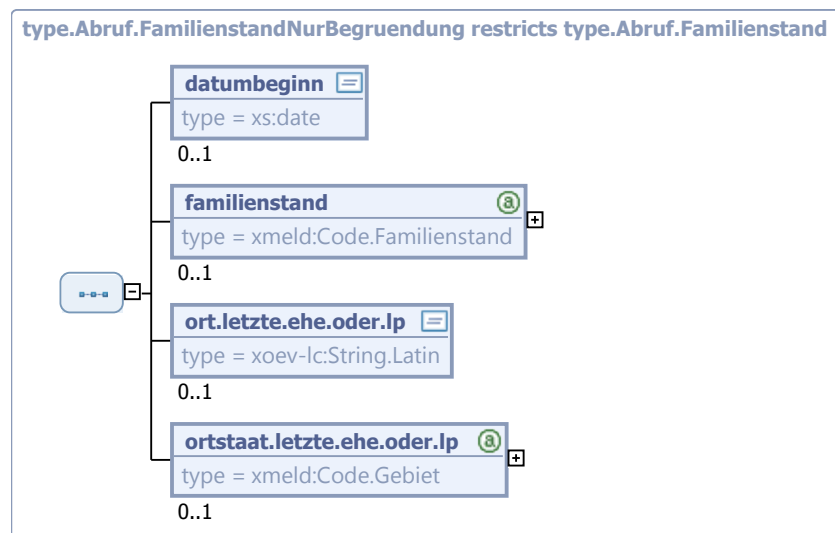 type.Abruf.FamilienstandNurBegruendung restricts type.Abruf.Familienstand
datumbeginn
type = xs:date
0..1
familienstand
type = xmeld:Code.Familienstand
0..1
ort.letzte.ehe.oder.lp
type = xoev-lc:String.Latin
0..1
ortstaat.letzte.ehe.oder.lp
type = xmeld:Code.Gebiet
0..1